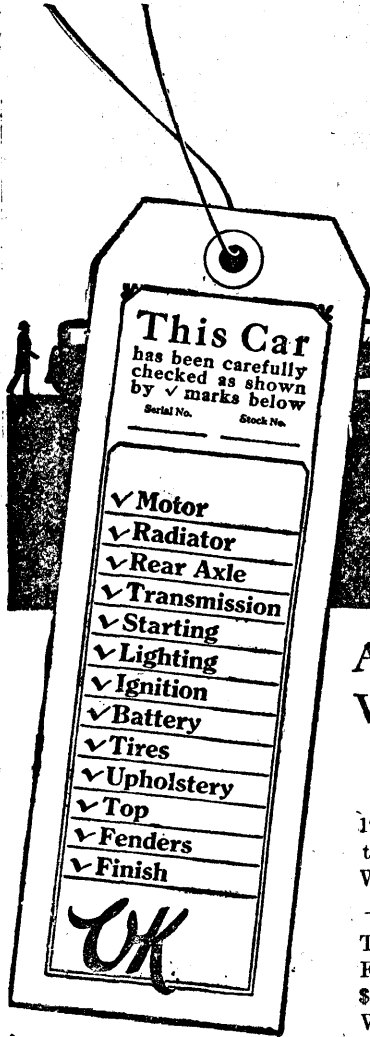 This Car
has been carefully
checked as shown
by ✓ marks below
Serial No. Stock No.
✓ Motor
✓ Radiator
✓ Rear Axle
✓ Transmission
✓ Starting
✓ Lighting
✓ Ignition
✓ Battery
✓ Tires
✓ Upholstery
✓ Top
✓ Fenders
✓ Finish
OK